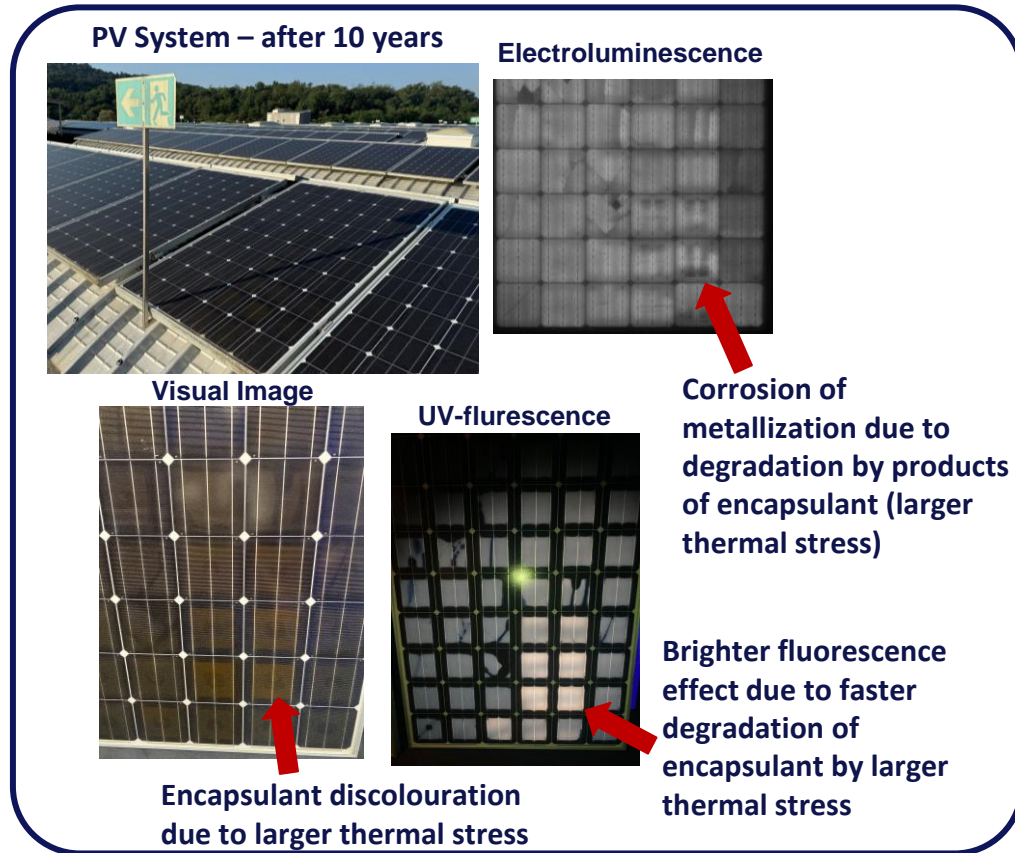 PV System – after 10 years
Electroluminescence
Corrosion of
metallization due to
degradation by products
of encapsulant (larger
thermal stress)
Visual Image
UV-flurescence
Brighter fluorescence
effect due to faster
degradation of
encapsulant by larger
thermal stress
Encapsulant discolouration
due to larger thermal stress